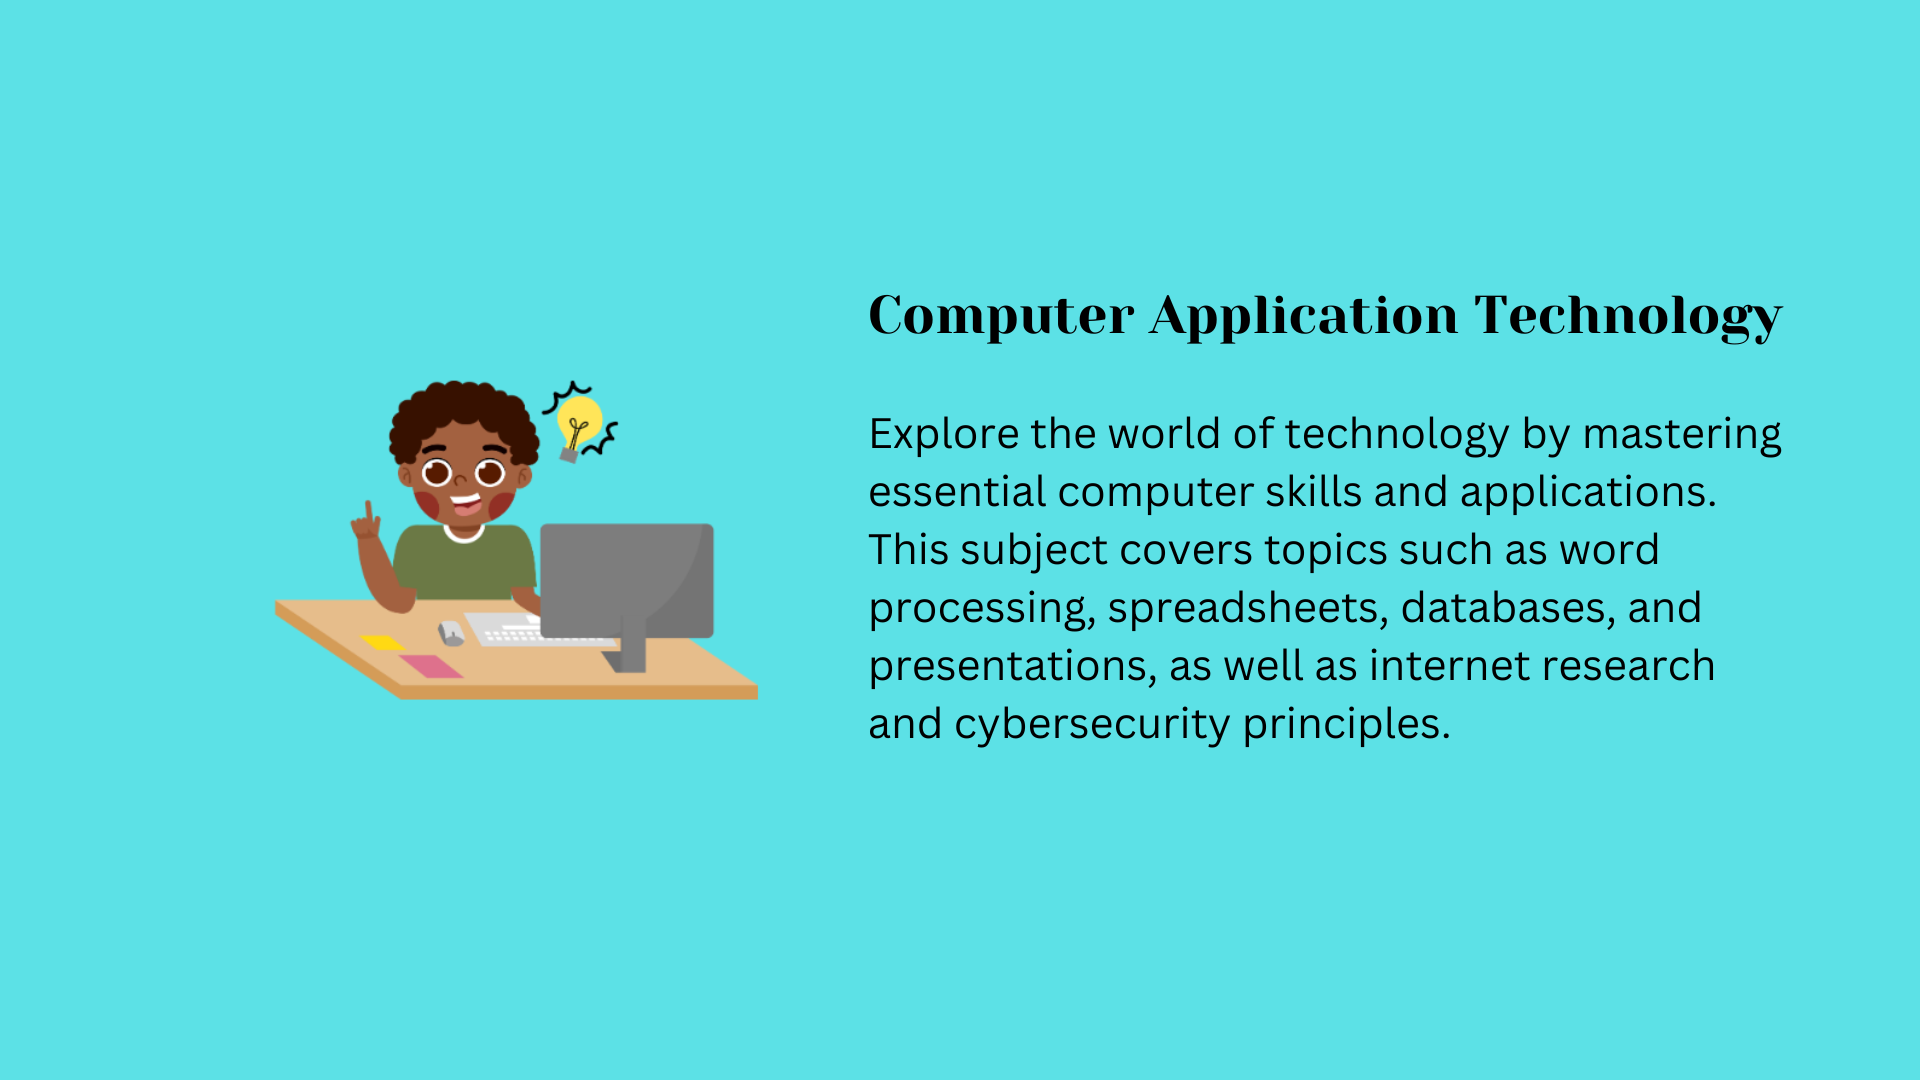 Computer Application Technology
Explore the world of technology by mastering
essential computer skills and applications.
This subject covers topics such as word
processing, spreadsheets, databases, and
presentations, as well as internet research
and cybersecurity principles.